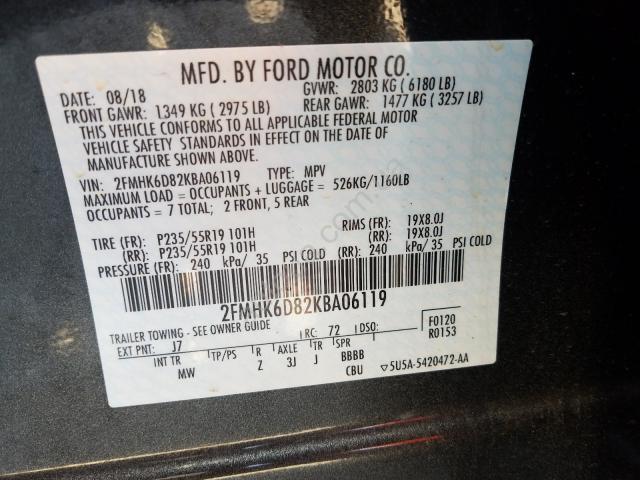 MFD. BY FORD MOTOR CO.
DATE: 08/18 GVWR: 2803 KG ( 6180 LB)
FRONT GAWR: 1349 KG ( 2975 LB) REAR GAWR: 1477 KG ( 3257 LB)
THIS VEHICLE CONFORMS TO ALL APPLICABLE FEDERAL MOTOR
VEHICLE SAFETY STANDARDS IN EFFECT ON THE DATE OF
MANUFACTURE SHOWN ABOVE.
VIN: 2FMHK6D82KBA06119 TYPE: MPV
MAXIMUM LOAD = OCCUPANTS + LUGGAGE = 526KG/1160LB
OCCUPANTS = 7 TOTAL; 2 FRONT, 5 REAR
TIRE (FR): P235/55R19 101H RIMS (FR): 19X8.0J
(RR): P235/55R19 101H (RR): 19X8.0J
PRESSURE (FR): 240 kPa/ 35 PSI COLD (RR): 240 kPa/ 35 PSI COLD
2FMHK6D82KBA06119
TRAILER TOWING - SEE OWNER GUIDE
EXT PNT: J7 RC: 72 DSO: F0120
R0153
INT TR TP/PS R AXLE TR SPR
MW Z 3J J BBBB
CBU 5U5A-5420472-AA